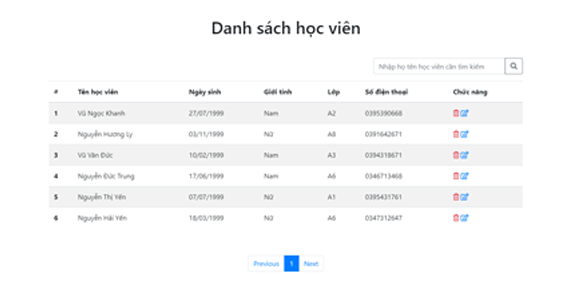 Danh sách học viên
Nhập họ tên học viên cần tìm kiếm
# Tên học viên Ngày sinh Giới tính Lớp Số điện thoại Chức năng
1 Vũ Ngọc Khanh 27/07/1999 Nam A2 0395390668
2 Nguyễn Hương Ly 03/11/1999 Nữ A8 0391642671
3 Vũ Văn Đức 10/02/1999 Nam A3 0394318671
4 Nguyễn Đức Trung 17/06/1999 Nam A6 0346713468
5 Nguyễn Thị Yến 07/07/1999 Nữ A1 0395431761
6 Nguyễn Hải Yến 18/03/1999 Nữ A6 0347312647
Previous 1 Next